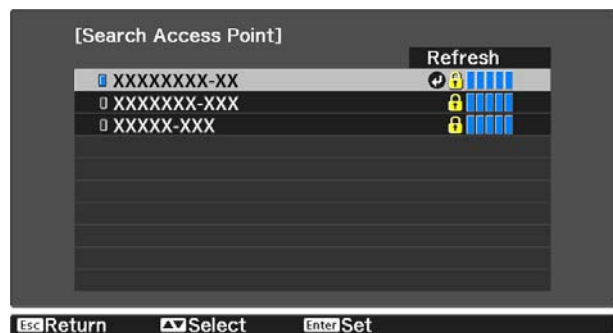 [Search Access Point]
Refresh
XXXXXXXX-XX
XXXXXXX-XXX
XXXXX-XXX
Esc Return Select Enter Set